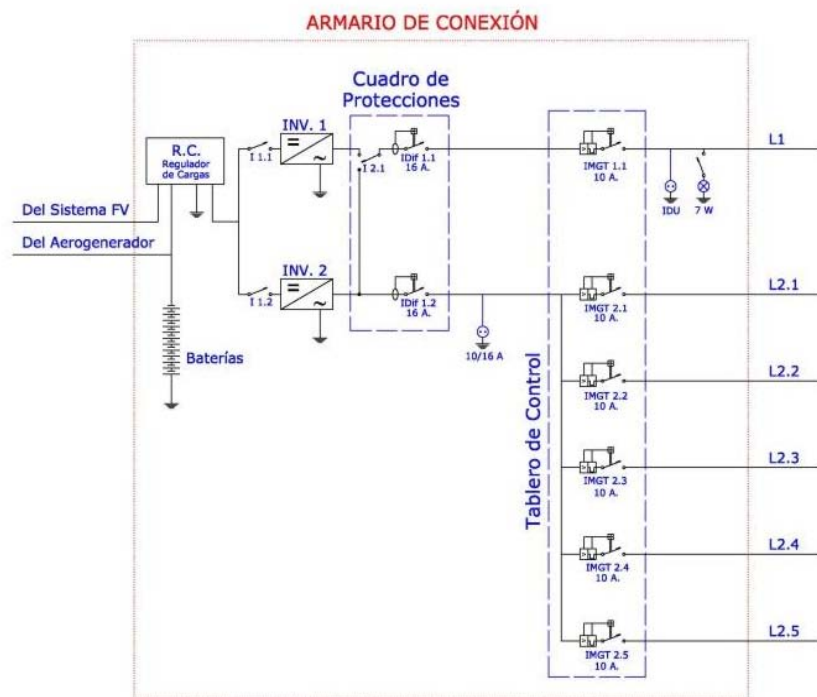 ARMARIO DE CONEXIÓN
Cuadro de
Protecciones
INV. 1
R.C.
Regulador
de Cargas
I 1.1
I 2.1
IDif 1.1
16 A.
IMGT 1.1
10 A.
L1
IDU
7 W
Del Sistema FV
Del Aerogenerador
INV. 2
I 1.2
IDif 1.2
16 A.
IMGT 2.1
10 A.
L2.1
10/16 A
Baterías
Tablero de Control
IMGT 2.2
10 A.
L2.2
IMGT 2.3
10 A.
L2.3
IMGT 2.4
10 A.
L2.4
IMGT 2.5
10 A.
L2.5